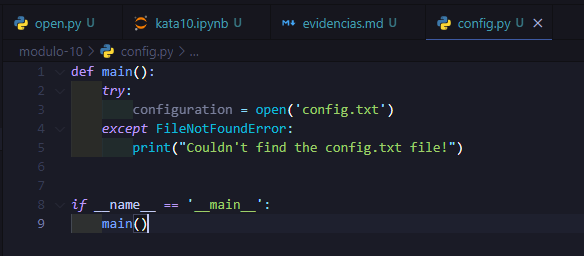 open.py U kata10.ipynb U evidencias.md U config.py U
modulo-10 > config.py > ...
1 def main():
2 try:
3 configuration = open('config.txt')
4 except FileNotFoundError:
5 print("Couldn't find the config.txt file!")
6
7
8 if __name__ == '__main__':
9 main()